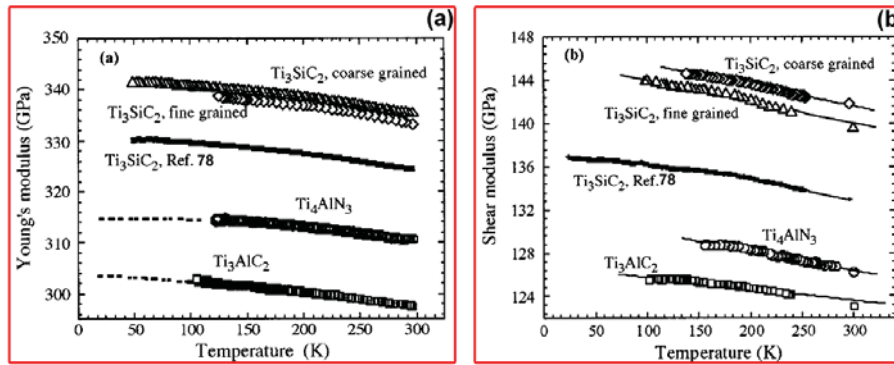 (a)
(a)
350
340
330
320
310
300
Young's modulus (GPa)
Ti3SiC2, coarse grained
Ti3SiC2, fine grained
Ti3SiC2, Ref. 78
Ti4AlN3
Ti3AlC2
0 50 100 150 200 250 300
Temperature (K)
(b)
(b)
148
144
140
136
132
128
124
Shear modulus (GPa)
Ti3SiC2, coarse grained
Ti3SiC2, fine grained
Ti3SiC2, Ref.78
Ti4AlN3
Ti3AlC2
0 50 100 150 200 250 300
Temperature (K)